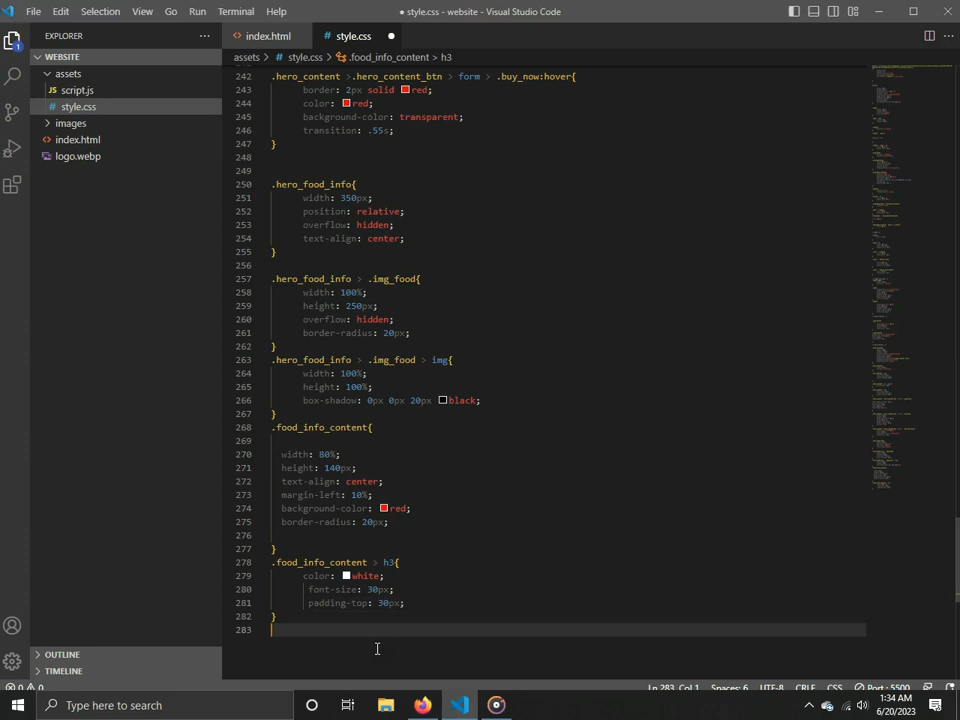 File Edit Selection View Go Run Terminal Help
style.css - website - Visual Studio Code
EXPLORER
index.html
style.css
WEBSITE
assets > style.css > .food_info_content > h3
assets
script.js
style.css
images
index.html
logo.webp
1
242 .hero_content >.hero_content_btn > form > .buy_now:hover{
243 border: 2px solid red;
244 color: red;
245 background-color: transparent;
246 transition: .55s;
247 }
248
249
250 .hero_food_info{
251 width: 350px;
252 position: relative;
253 overflow: hidden;
254 text-align: center;
255 }
256
257 .hero_food_info > .img_food{
258 width: 100%;
259 height: 250px;
260 overflow: hidden;
261 border-radius: 20px;
262 }
263 .hero_food_info > .img_food > img{
264 width: 100%;
265 height: 100%;
266 box-shadow: 0px 0px 20px black;
267 }
268 .food_info_content{
269
270 width: 80%;
271 height: 140px;
272 text-align: center;
273 margin-left: 10%;
274 background-color: red;
275 border-radius: 20px;
276
277 }
278 .food_info_content > h3{
279 color: white;
280 font-size: 30px;
281 padding-top: 30px;
282 }
283
OUTLINE
TIMELINE
0 0 Ln 283, Col 1 Spaces: 6 UTF-8 CRLF CSS Port : 5500
Type here to search
1:34 AM
6/20/2023